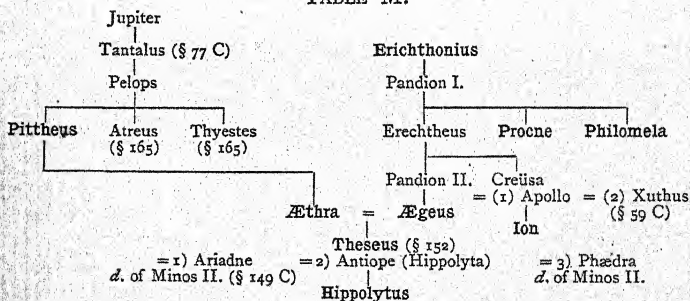 TABLE M.
Jupiter
Tantalus (§ 77 C) Erichthonius
Pelops Pandion I.
Pittheus Atreus Thyestes Erechtheus Procne Philomela
(§ 165) (§ 165)
Pandion II. Creüsa
= (1) Apollo = (2) Xuthus
Æthra = Ægeus (§ 59 C)
Ion
Theseus (§ 152)
= 1) Ariadne = 2) Antiope (Hippolyta) = 3) Phædra
d. of Minos II. (§ 149 C) d. of Minos II.
Hippolytus